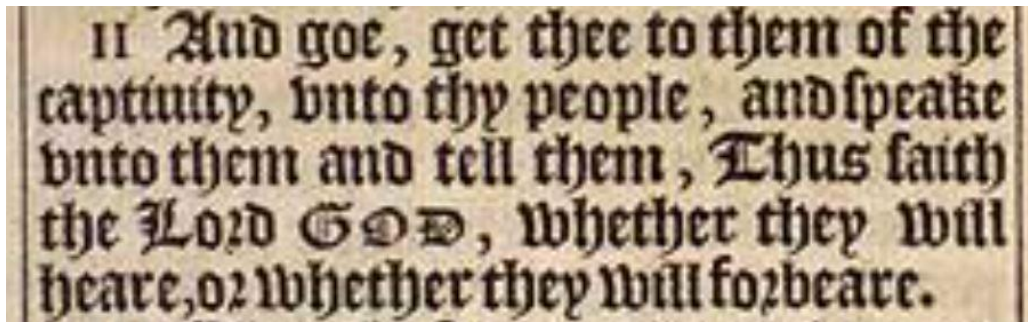 11 And goe, get thee to them of the
captiuity, vnto thy people, and speake
vnto them and tell them, Thus saith
the Lord GOD, whether they will
heare, or whether they will forbeare.